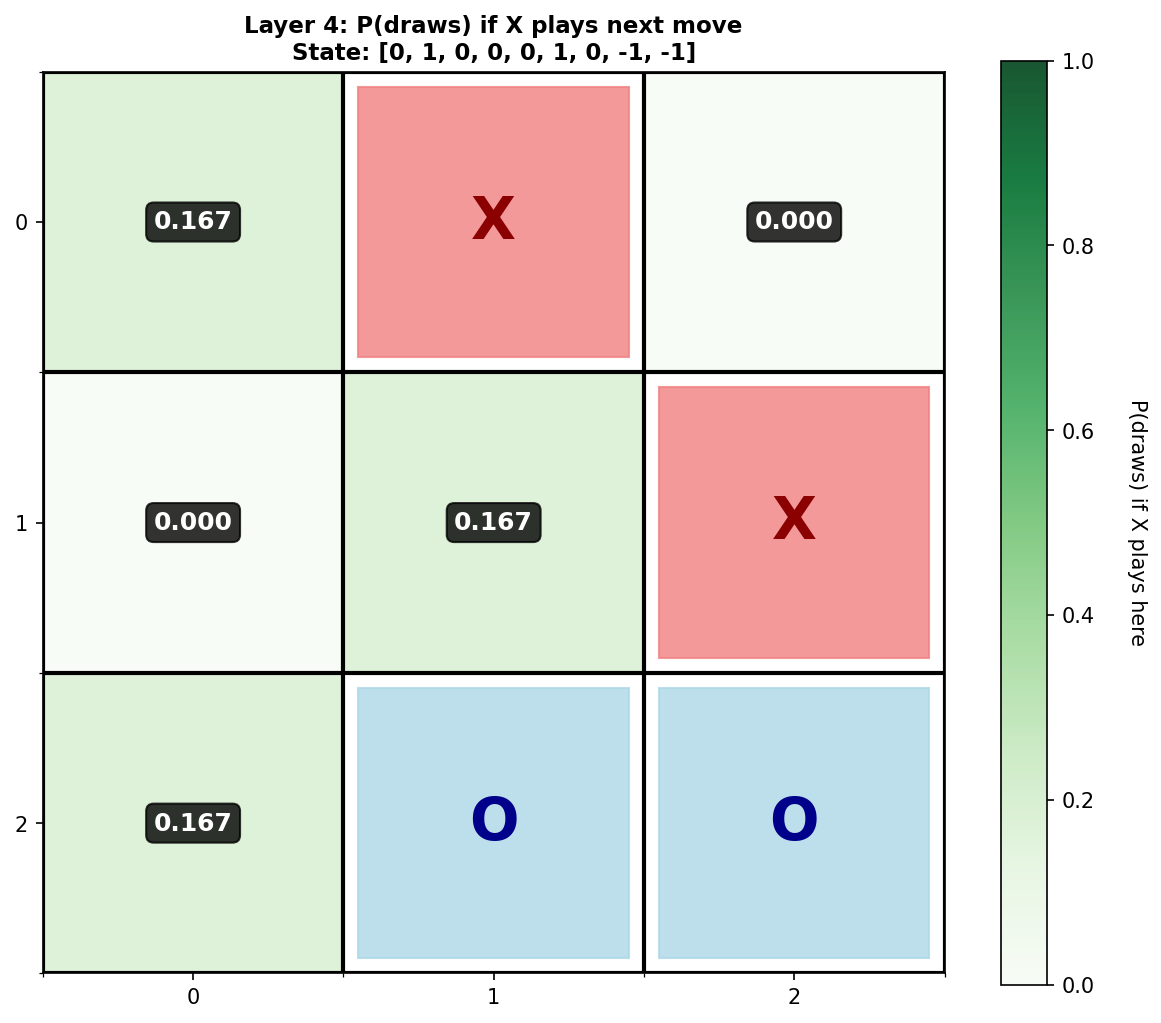 Layer 4: P(draws) if X plays next move
State: [0, 1, 0, 0, 0, 1, 0, -1, -1]
0.167
X
0.000
0.000
0.167
X
0.167
O
O
0
1
2
0
1
2
1.0
0.8
0.6
0.4
0.2
0.0
P(draws) if X plays here